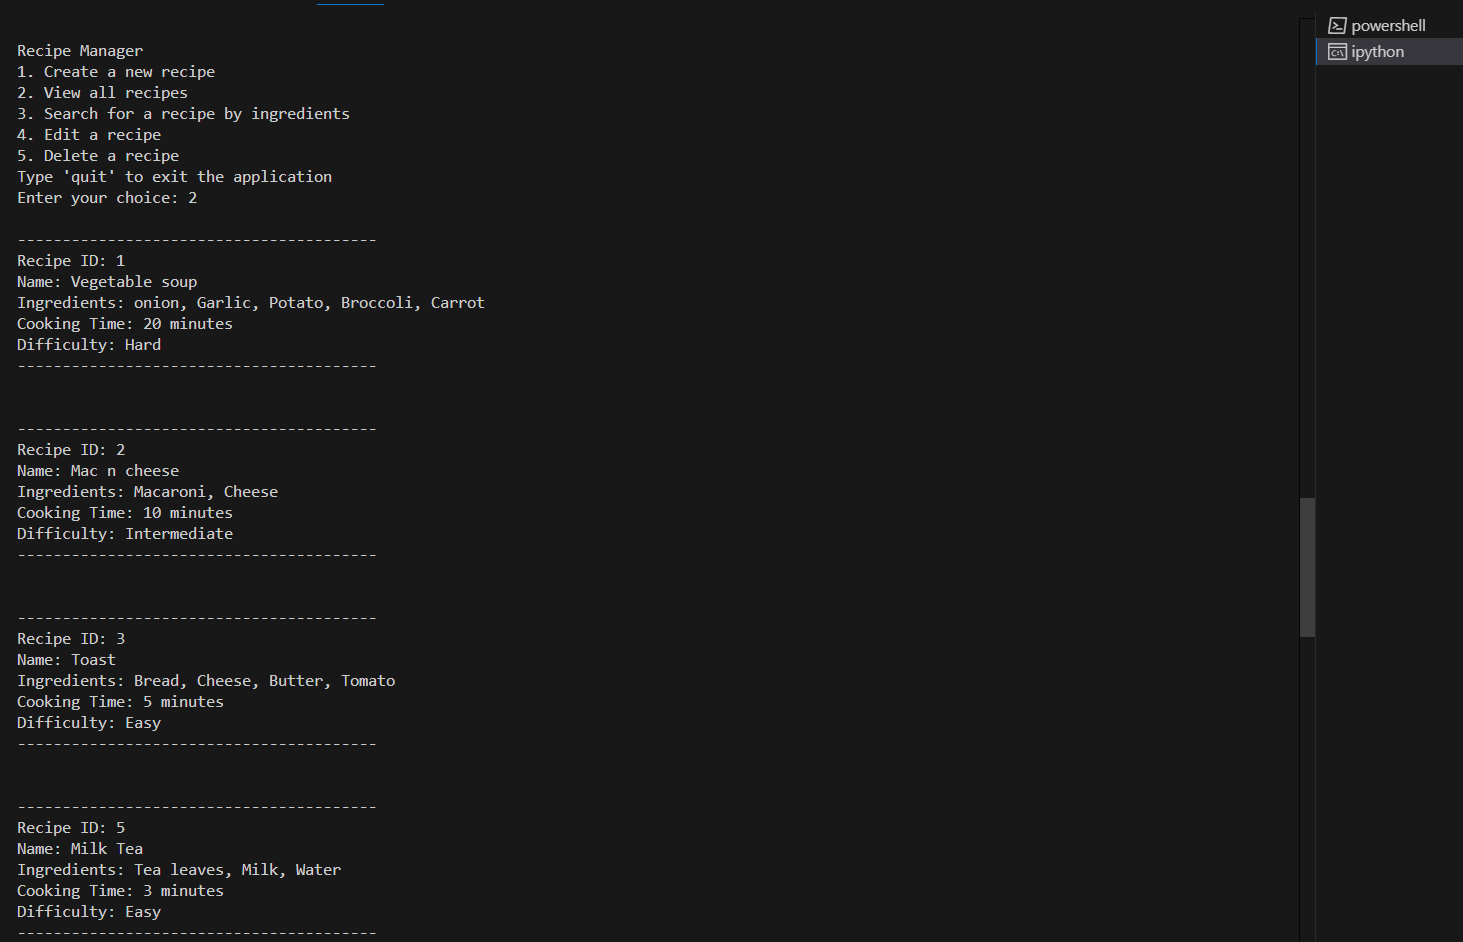 Recipe Manager
1. Create a new recipe
2. View all recipes
3. Search for a recipe by ingredients
4. Edit a recipe
5. Delete a recipe
Type 'quit' to exit the application
Enter your choice: 2
----------------------------------------
Recipe ID: 1
Name: Vegetable soup
Ingredients: onion, Garlic, Potato, Broccoli, Carrot
Cooking Time: 20 minutes
Difficulty: Hard
----------------------------------------
----------------------------------------
Recipe ID: 2
Name: Mac n cheese
Ingredients: Macaroni, Cheese
Cooking Time: 10 minutes
Difficulty: Intermediate
----------------------------------------
----------------------------------------
Recipe ID: 3
Name: Toast
Ingredients: Bread, Cheese, Butter, Tomato
Cooking Time: 5 minutes
Difficulty: Easy
----------------------------------------
----------------------------------------
Recipe ID: 5
Name: Milk Tea
Ingredients: Tea leaves, Milk, Water
Cooking Time: 3 minutes
Difficulty: Easy
----------------------------------------
powershell
ipython